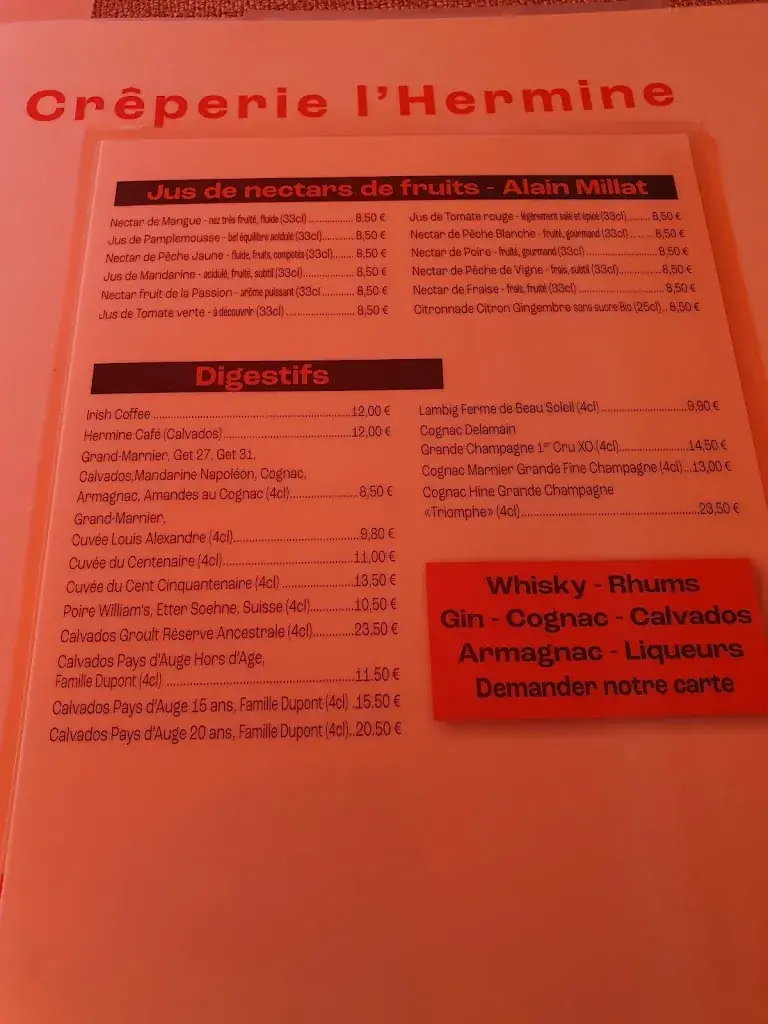 Crêperie l'Hermine
Jus de nectars de fruits - Alain Millat
Nectar de Mangue - nez très fruité, fluide (33cl) ................. 8,50 €
Jus de Pamplemousse - bel équilibre acidulé (33cl)............ 8,50 €
Nectar de Pêche Jaune - fluide, fruits, compotés (33cl)......... 8,50 €
Jus de Mandarine - acidulé, fruité, subtil (33cl).................... 8,50 €
Nectar fruit de la Passion - arôme puissant (33cl ............ 8,50 €
Jus de Tomate verte - à découvrir (33cl) ......................... 8,50 €
Jus de Tomate rouge - légèrement salé et épicé (33cl)........ 8,50 €
Nectar de Pêche Blanche - fruité, gourmand (33cl).......... 8,50 €
Nectar de Poire - fruité, gourmand (33cl)........................... 8,50 €
Nectar de Pêche de Vigne - frais, subtil (33cl)............... 8,50 €
Nectar de Fraise - frais, fruité (33cl) ................................ 8,50 €
Citronnade Citron Gingembre sans sucre Bio (25cl).. 8,50 €
Digestifs
Irish Coffee ..........................................................12,00 €
Hermine Café (Calvados)......................................12,00 €
Grand-Marnier, Get 27, Get 31,
Calvados,Mandarine Napoléon, Cognac,
Armagnac, Amandes au Cognac (4cl)....................8,50 €
Grand-Marnier,
Cuvée Louis Alexandre (4cl)....................................9,80 €
Cuvée du Centenaire (4cl)......................................11,00 €
Cuvée du Cent Cinquantenaire (4cl) .....................13,50 €
Poire William's, Etter Soehne, Suisse (4cl)............10,50 €
Calvados Groult Réserve Ancestrale (4cl)............23,50 €
Calvados Pays d'Auge Hors d'Age,
Famille Dupont (4cl) ................................................11.50 €
Calvados Pays d'Auge 15 ans, Famille Dupont (4cl) .15.50 €
Calvados Pays d'Auge 20 ans, Famille Dupont (4cl)..20.50 €
Lambig Ferme de Beau Soleil (4cl) .........................9,90 €
Cognac Delamain
Grande Champagne 1er Cru XO (4cl)....................14,50 €
Cognac Marnier Grande Fine Champagne (4cl)...13,00 €
Cognac Hine Grande Champagne
«Triomphe» (4cl).....................................................23,50 €
Whisky - Rhums
Gin - Cognac - Calvados
Armagnac - Liqueurs
Demander notre carte